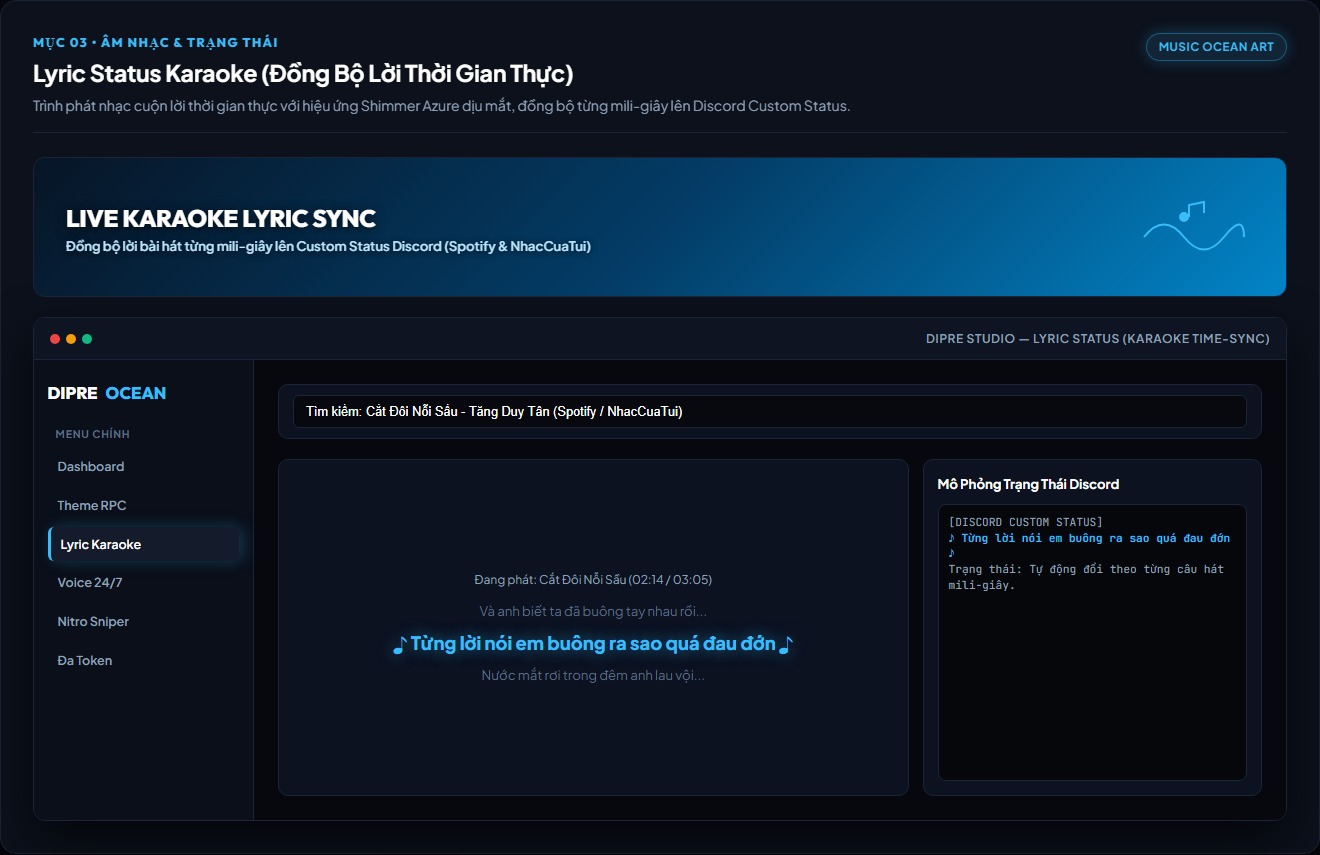 MỤC 03 • ÂM NHẠC & TRẠNG THÁI
MUSIC OCEAN ART
Lyric Status Karaoke (Đồng Bộ Lời Thời Gian Thực)
Trình phát nhạc cuộn lời thời gian thực với hiệu ứng Shimmer Azure dịu mắt, đồng bộ từng mili-giây lên Discord Custom Status.
LIVE KARAOKE LYRIC SYNC
Đồng bộ lời bài hát từng mili-giây lên Custom Status Discord (Spotify & NhacCuaTui)
DIPRE STUDIO — LYRIC STATUS (KARAOKE TIME-SYNC)
DIPRE OCEAN
MENU CHÍNH
Dashboard
Theme RPC
Lyric Karaoke
Voice 24/7
Nitro Sniper
Đa Token
Tìm kiếm: Cắt Đôi Nỗi Sầu - Tăng Duy Tân (Spotify / NhacCuaTui)
Đang phát: Cắt Đôi Nỗi Sầu (02:14 / 03:05)
Và anh biết ta đã buông tay nhau rồi...
♪ Từng lời nói em buông ra sao quá đau đớn ♪
Nước mắt rơi trong đêm anh lau vội...
Mô Phỏng Trạng Thái Discord
[DISCORD CUSTOM STATUS]
♪ Từng lời nói em buông ra sao quá đau đớn
♪
Trạng thái: Tự động đổi theo từng câu hát
mili-giây.